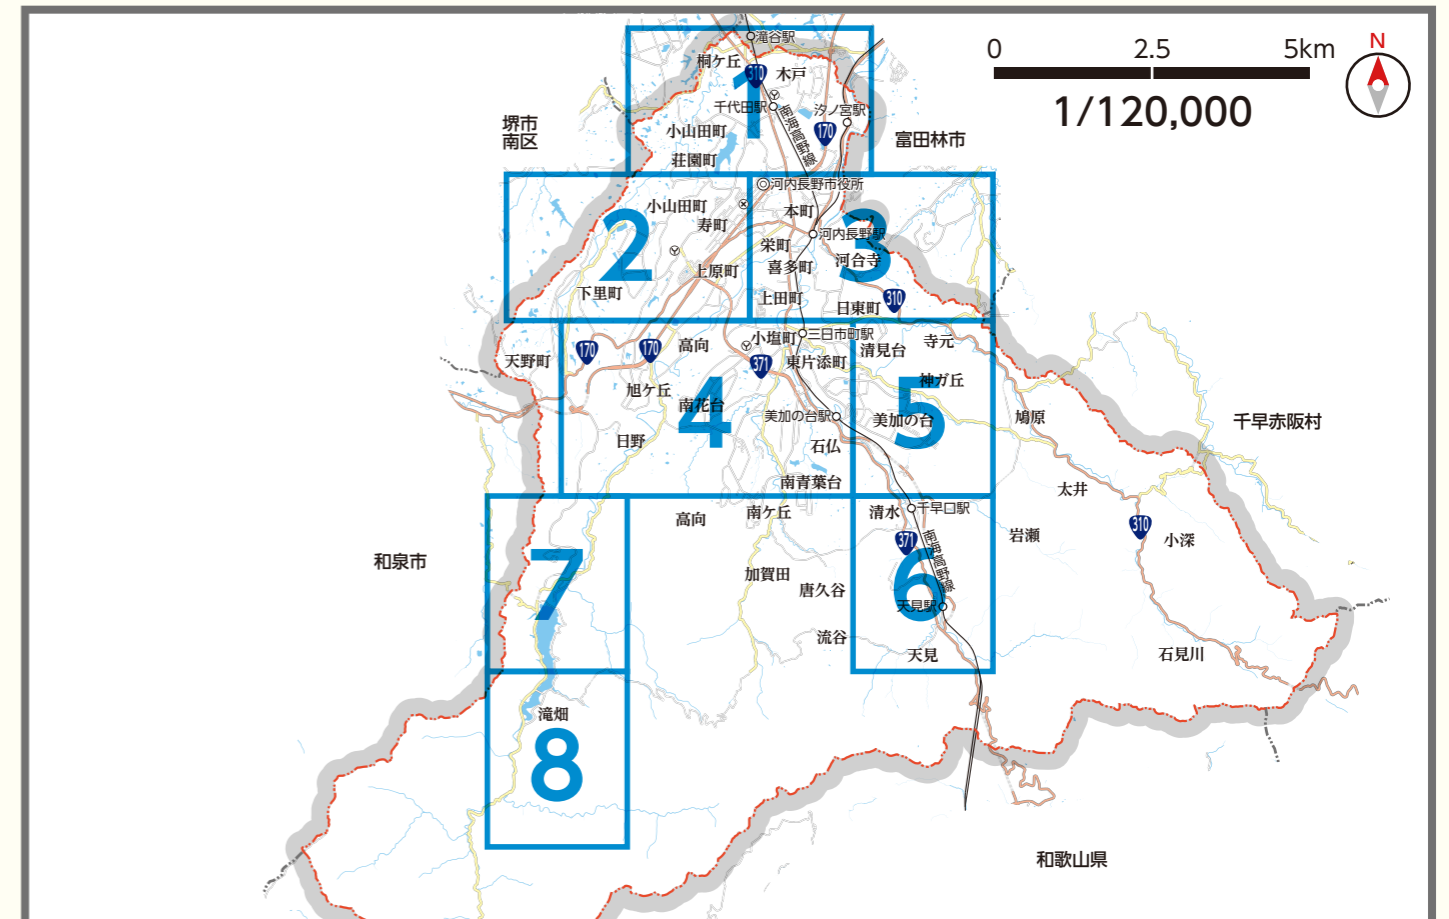 滝谷駅
0 2.5 5km
N
1/120,000
桐ケ丘
310
木戸
1
千代田駅
汐ノ宮駅
南海高野線
170
小山田町
荘園町
堺市
南区
富田林市
河内長野市役所
小山田町
本町
寿町
2
3
河内長野駅
栄町
河合寺
喜多町
上原町
下里町
上田町
日東町
310
小塩町
三日市町駅
天野町
170
170
高向
371
東片添町
清見台
寺元
神ガ丘
旭ケ丘
南花台
4
5
美加の台駅
美加の台
鳩原
千早赤阪村
日野
石仏
南青葉台
太井
高向
南ケ丘
清水
千早口駅
岩瀬
310
小深
371
南海高野線
和泉市
7
加賀田
唐久谷
6
天見駅
流谷
天見
石見川
滝畑
8
和歌山県